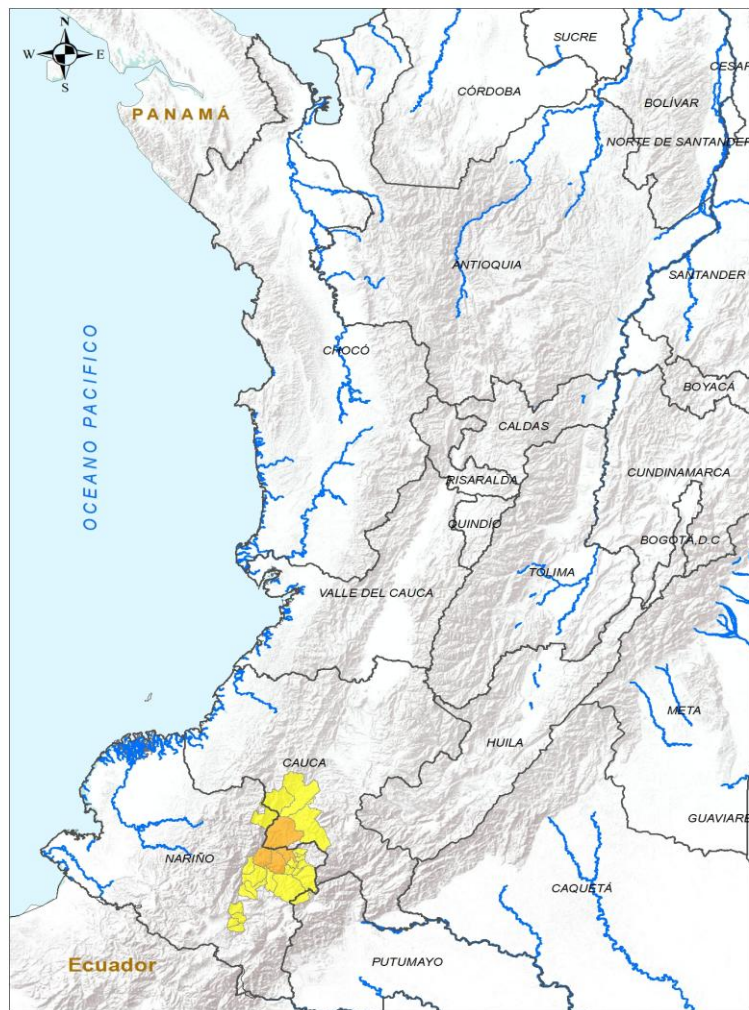 SUCRE
N
W E
S
CESAR
CÓRDOBA
BOLÍVAR
PANAMÁ
NORTE DE SANTANDER
ANTIOQUIA
SANTANDER
CHOCÓ
BOYACÁ
OCEANO PACIFICO
CALDAS
CUNDINAMARCA
RISARALDA
QUINDÍO
BOGOTÁ, D.C
TOLIMA
VALLE DEL CAUCA
META
HUILA
CAUCA
GUAVIARE
NARIÑO
CAQUETÁ
PUTUMAYO
Ecuador